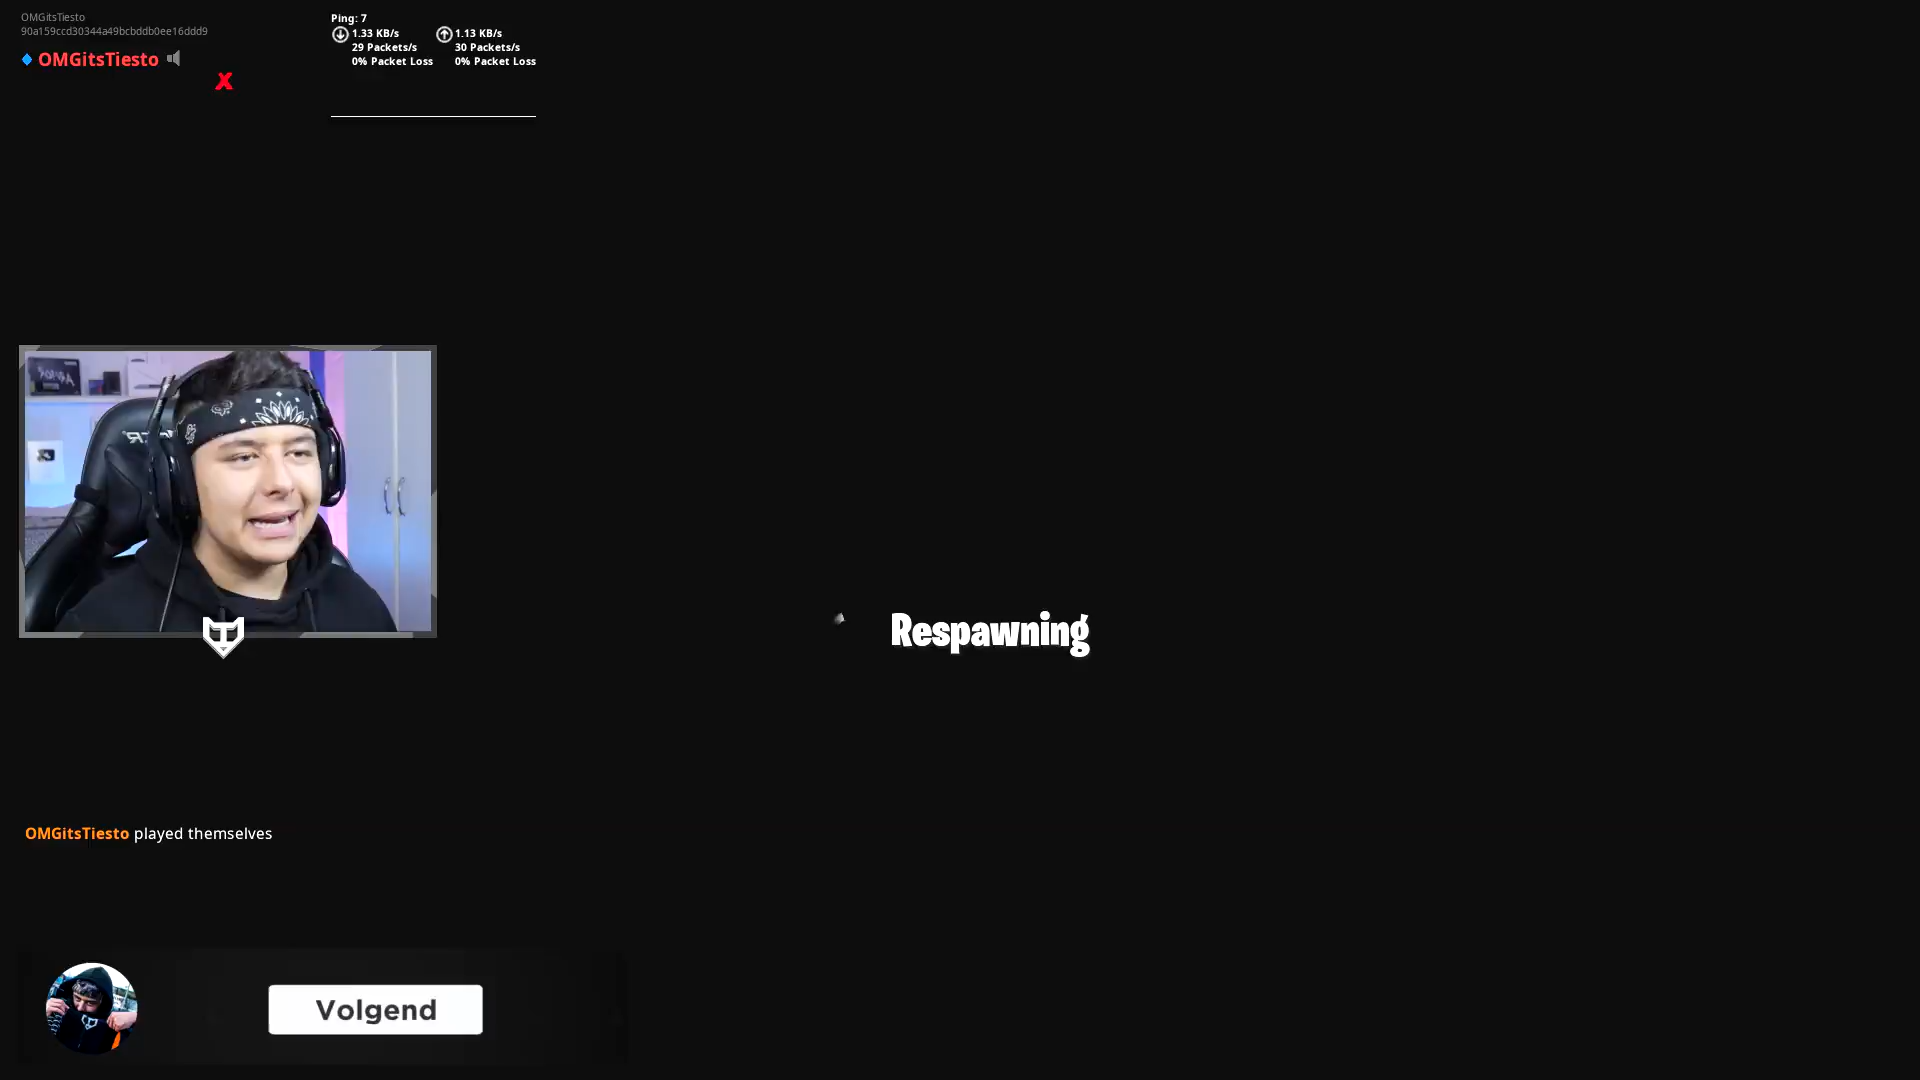 OMGitsTiesto
90a159ccd30344a49bcbddb0ee16ddd9
OMGitsTiesto
X
Ping: 7
1.33 KB/s
29 Packets/s
0% Packet Loss
1.13 KB/s
30 Packets/s
0% Packet Loss
Respawning
OMGitsTiesto played themselves
Volgend